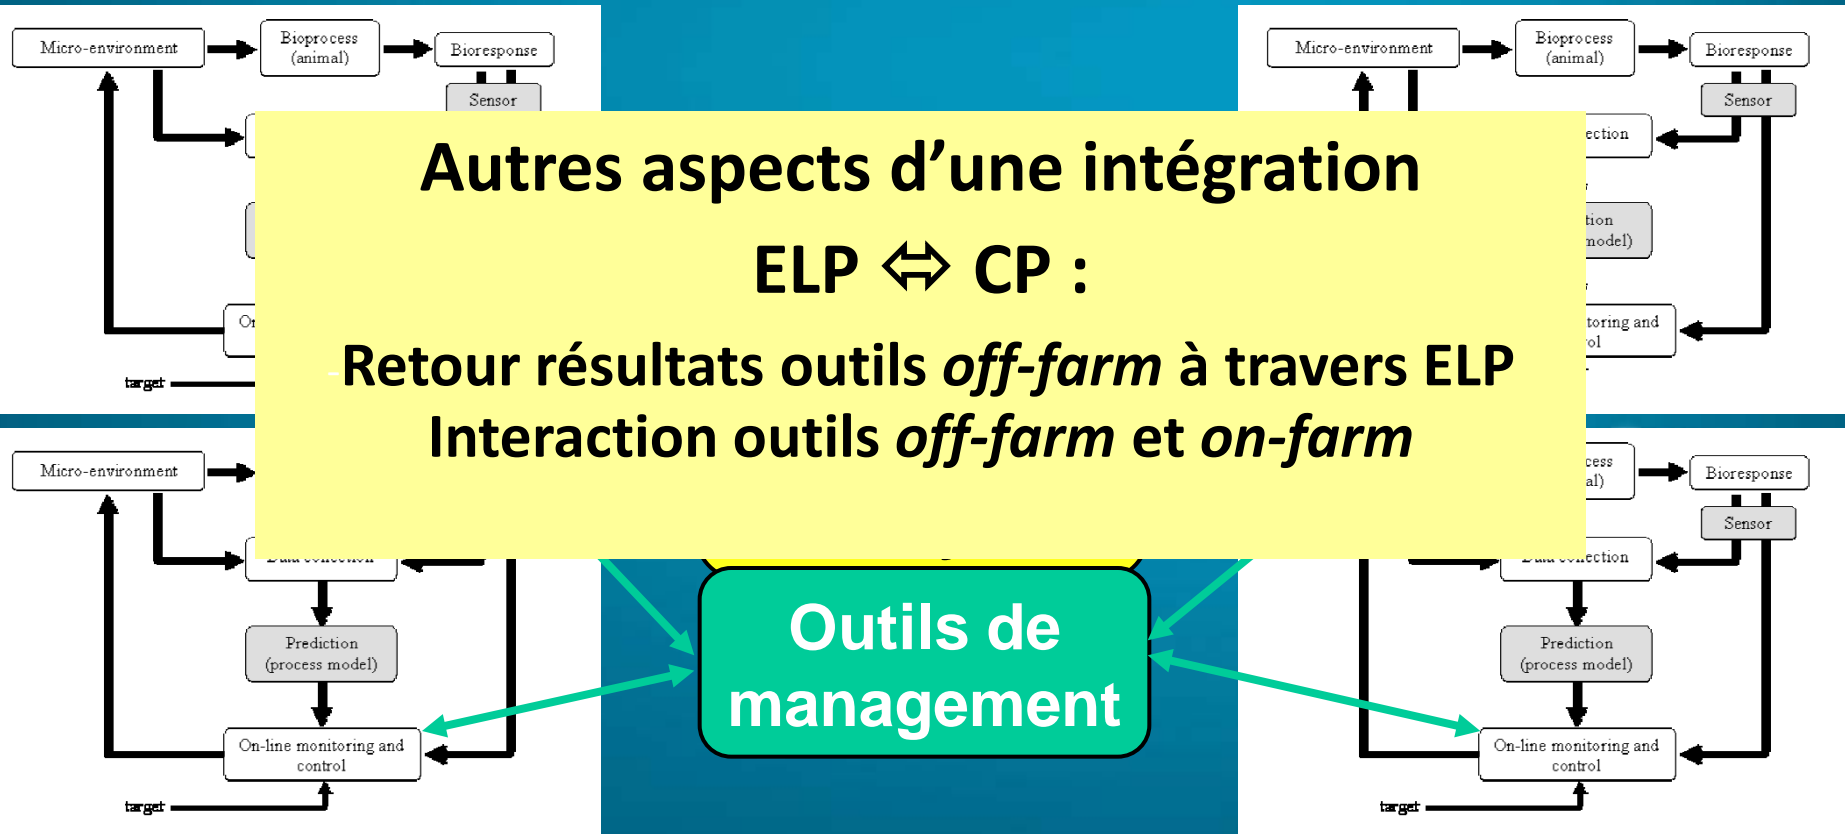 Micro-environment
Bioprocess
(animal)
Bioresponse
Sensor
target
Micro-environment
Bioprocess
(animal)
Bioresponse
Sensor
Autres aspects d’une intégration
ELP ⇔ CP :
-Retour résultats outils off-farm à travers ELP
Interaction outils off-farm et on-farm
Micro-environment
Prediction
(process model)
On-line monitoring and
control
target
Outils de
management
Bioresponse
Sensor
Prediction
(process model)
On-line monitoring and
control
target